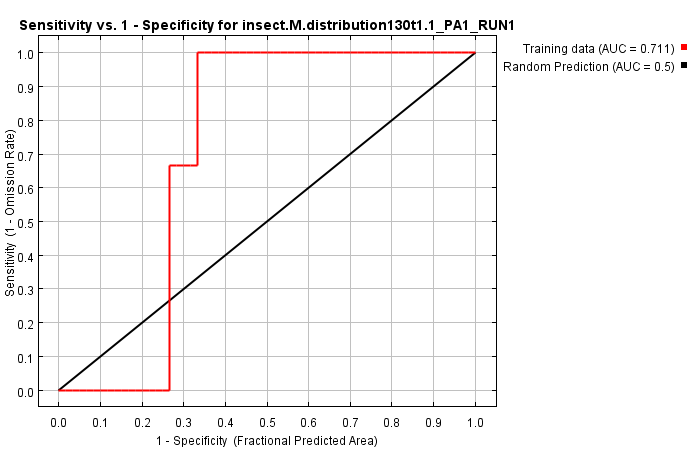 Sensitivity vs. 1 - Specificity for insect.M.distribution130t1.1_PA1_RUN1
Training data (AUC = 0.711)
Random Prediction (AUC = 0.5)
Sensitivity (1 - Omission Rate)
1.0
0.9
0.8
0.7
0.6
0.5
0.4
0.3
0.2
0.1
0.0
0.0 0.1 0.2 0.3 0.4 0.5 0.6 0.7 0.8 0.9 1.0
1 - Specificity (Fractional Predicted Area)